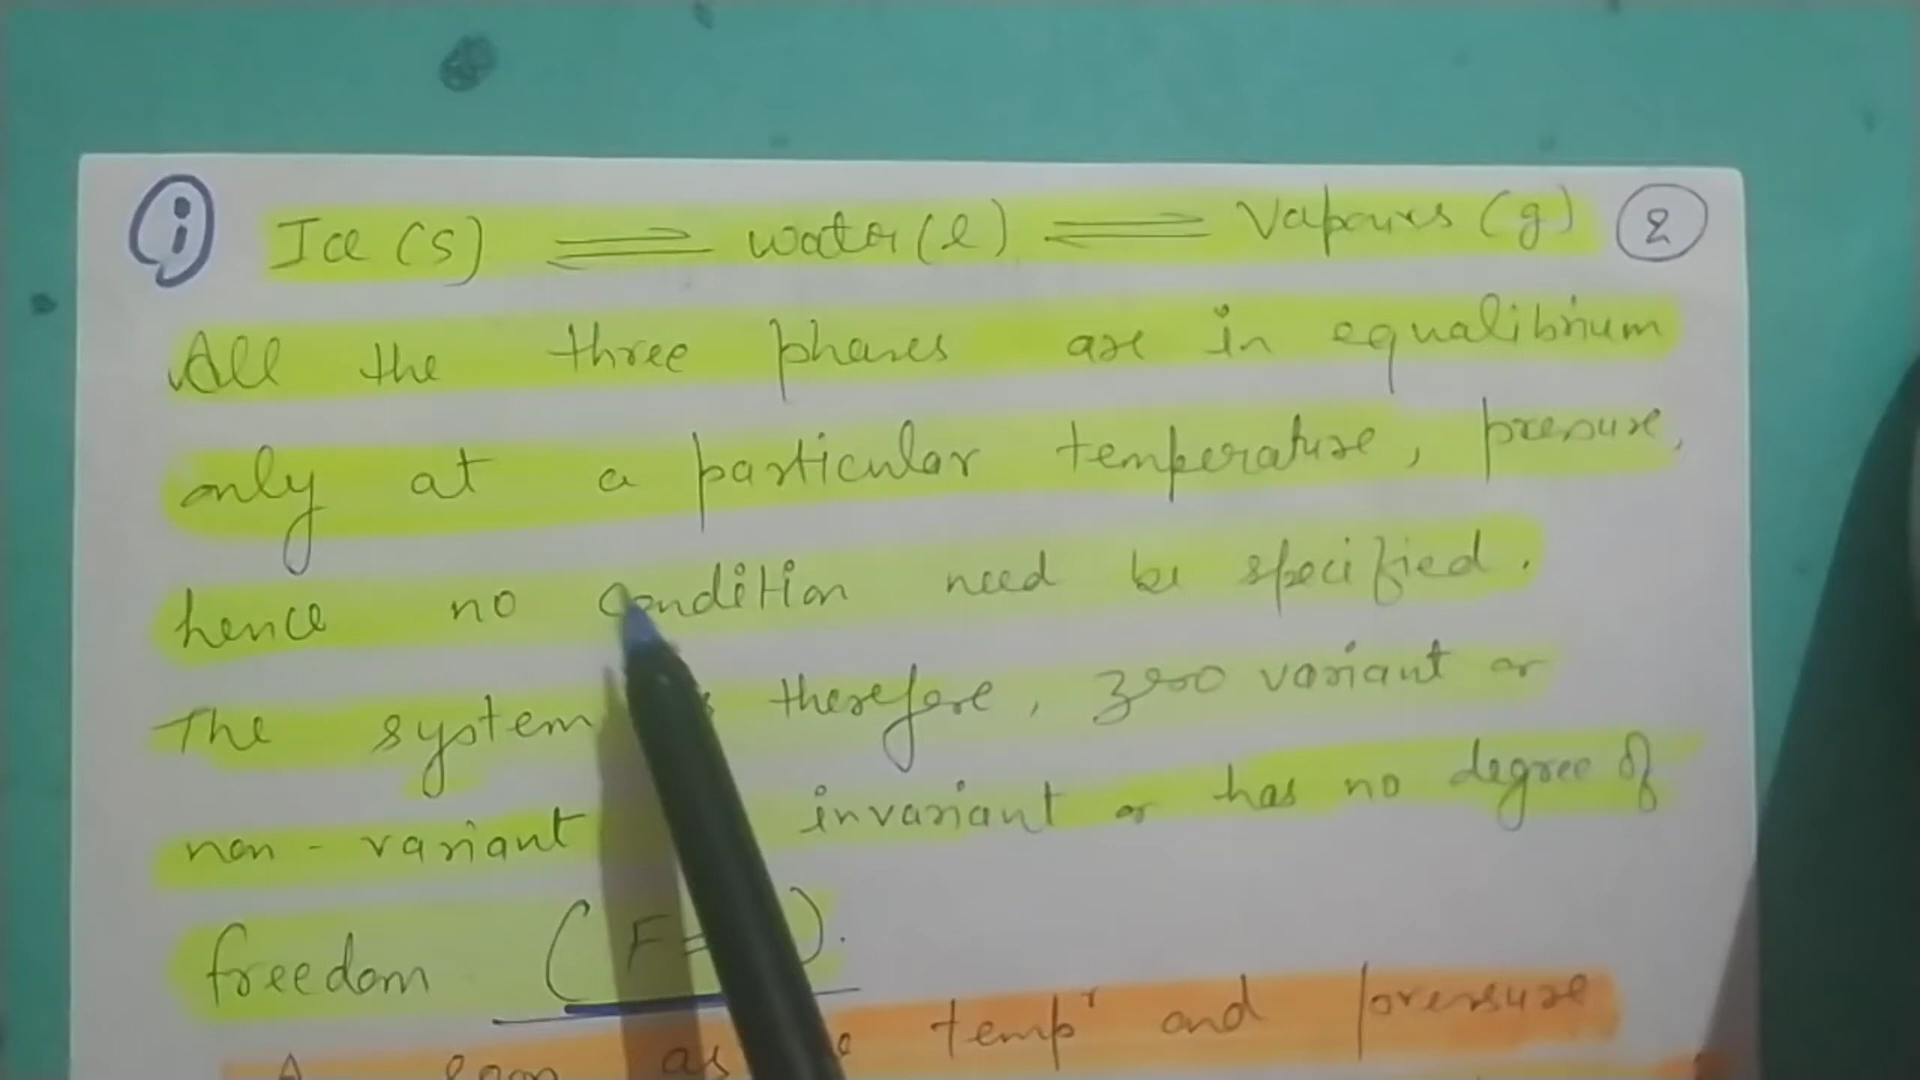 i Ice (s) ⇌ water (l) ⇌ Vapours (g) 2
All the three phases are in equalibrium
only at a particular temperature, pressure,
hence no condition need be specified.
The system therefore, zero variant or
non-variant invariant or has no degree of
freedom (F= ).
as temp^r and pressure